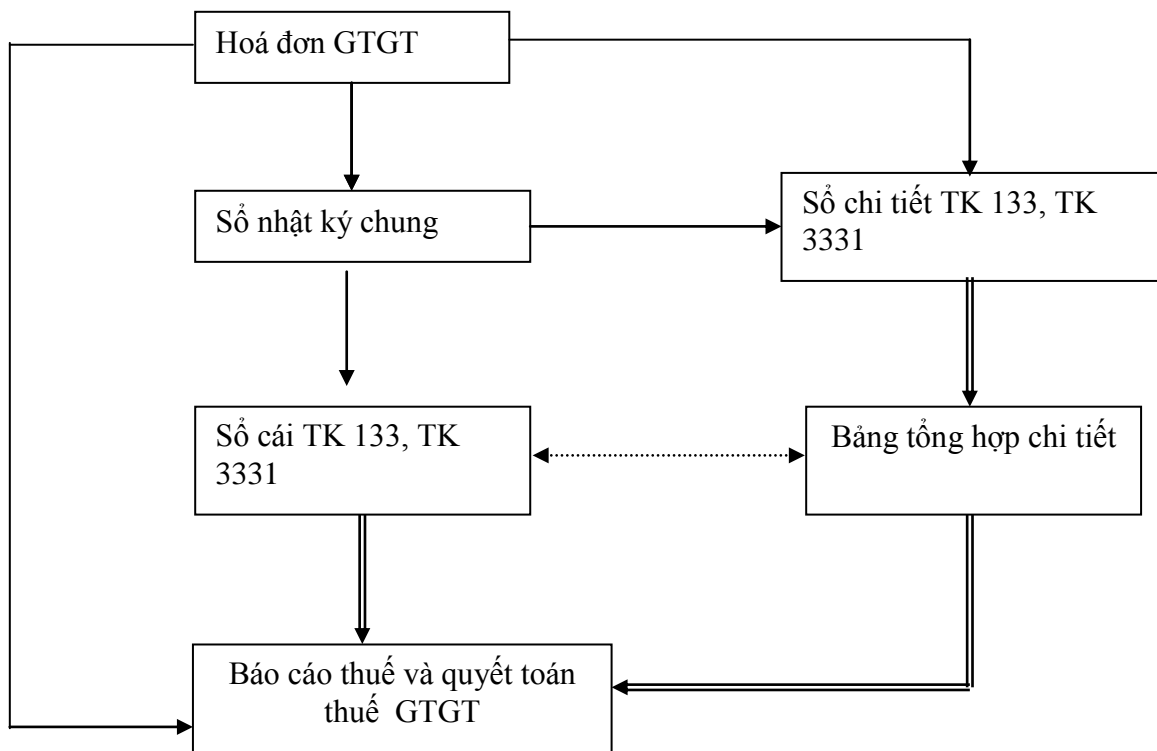 Hoá đơn GTGT
Sổ nhật ký chung
Sổ chi tiết TK 133, TK
3331
Sổ cái TK 133, TK
3331
Bảng tổng hợp chi tiết
Báo cáo thuế và quyết toán
thuế GTGT